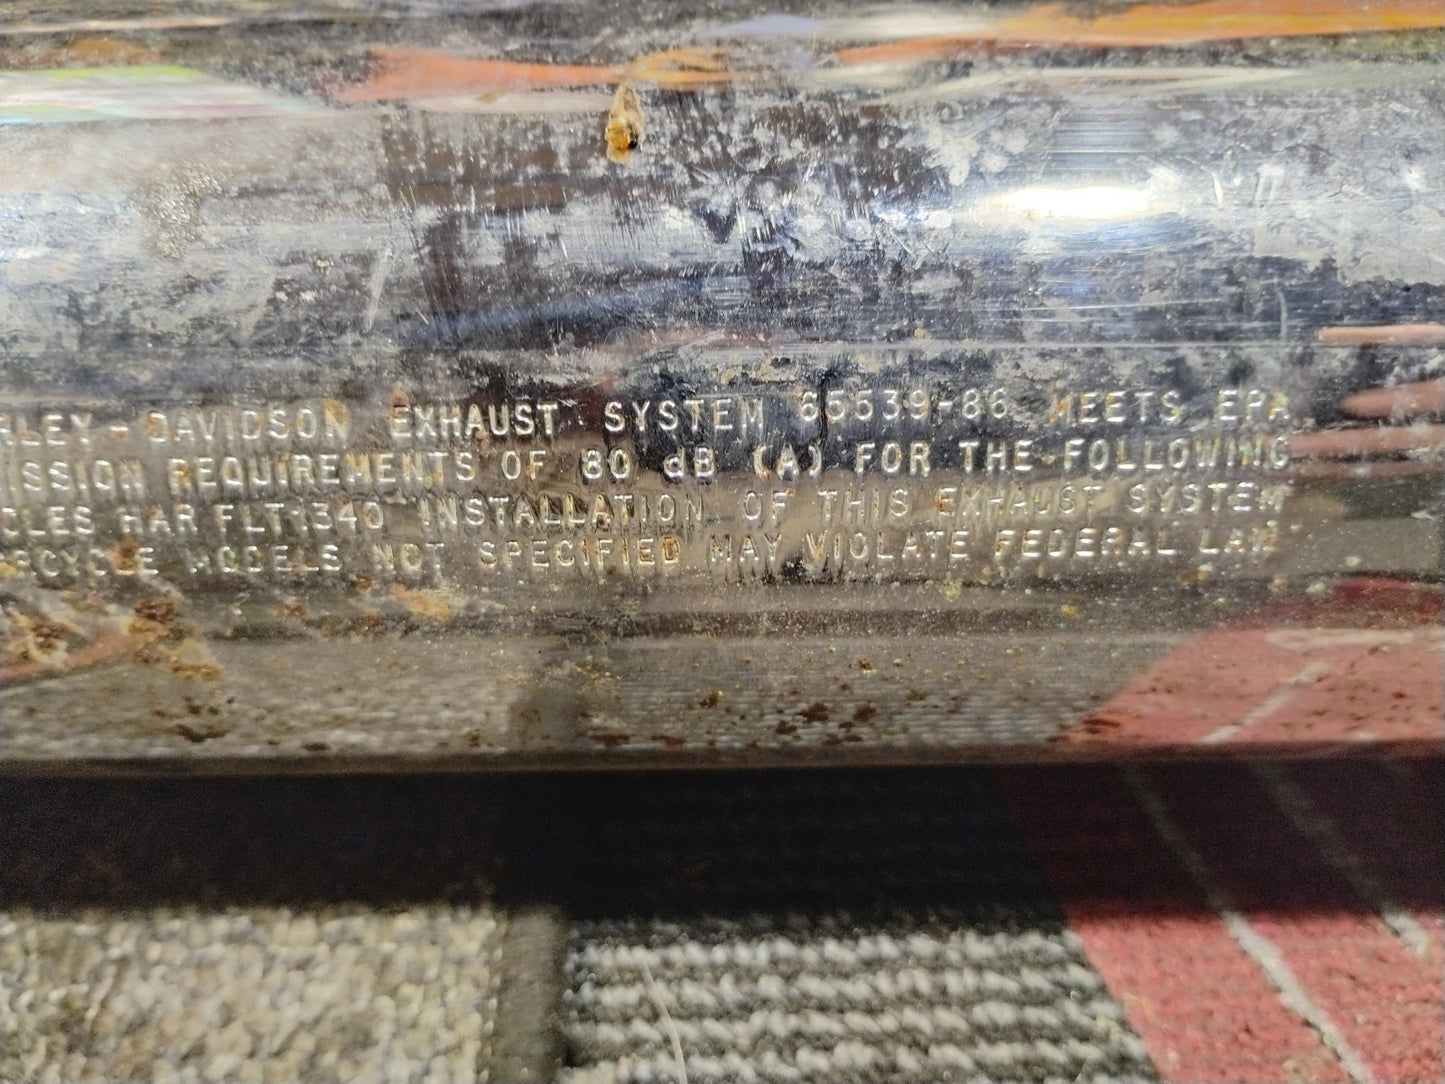 RLEY-DAVIDSON EXHAUST SYSTEM 65539-86 MEETS EPA
ISSION REQUIREMENTS OF 80 dB (A) FOR THE FOLLOWING
CLES HAR FLT1340 INSTALLATION OF THIS EXHAUST SYSTEM
RCYCLE MODELS NOT SPECIFIED MAY VIOLATE FEDERAL LAW